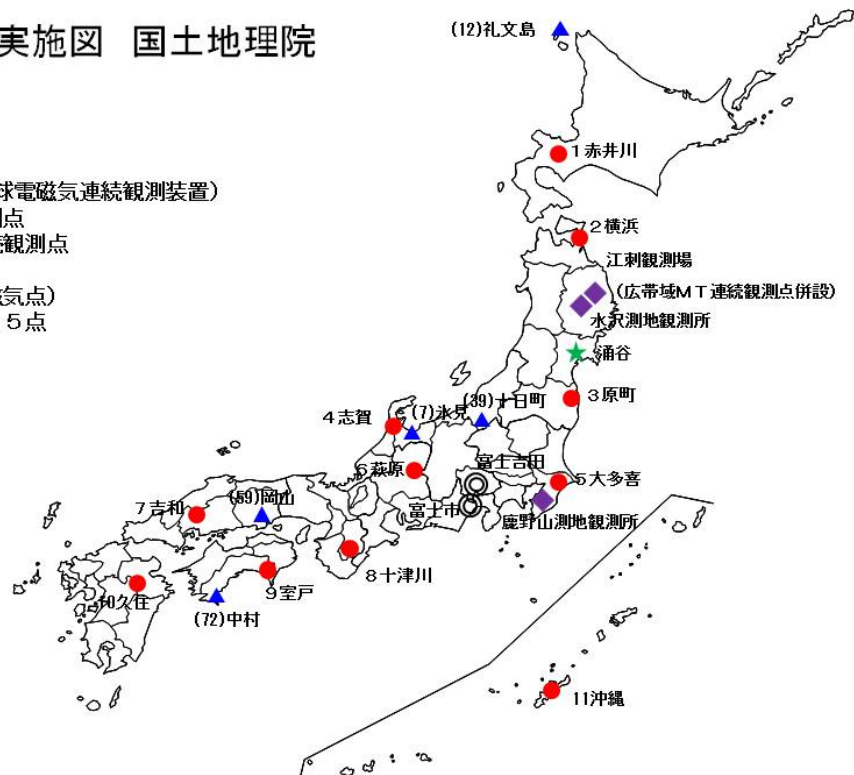 実施図 国土地理院
(12)礼文島
1赤井川
球電磁気連続観測装置)
測点
続観測点
2横浜
江刺観測場
磁気点)
(広帯域MT連続観測点併設)
5点
水沢測地観測所
涌谷
3原町
(39)十日町
(7)氷見
4志賀
富士吉田
6萩原
5大多喜
(59)岡山
7吉和
富士市
鹿野山測地観測所
8十津川
9室戸
10久住
(72)中村
11沖縄